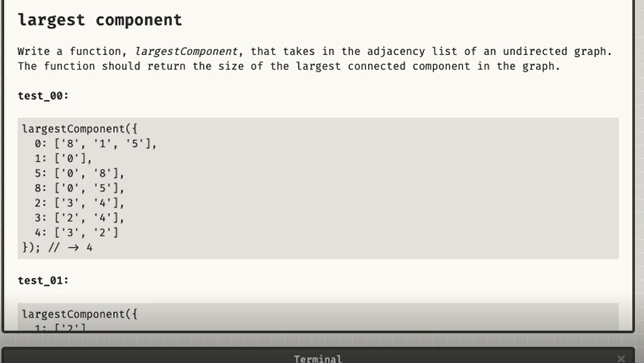 largest component
Write a function, largestComponent, that takes in the adjacency list of an undirected graph.
The function should return the size of the largest connected component in the graph.
test_00:
largestComponent({
  0: ['8', '1', '5'],
  1: ['0'],
  5: ['0', '8'],
  8: ['0', '5'],
  2: ['3', '4'],
  3: ['2', '4'],
  4: ['3', '2']
}); // → 4
test_01:
largestComponent({
  1: ['2']
Terminal